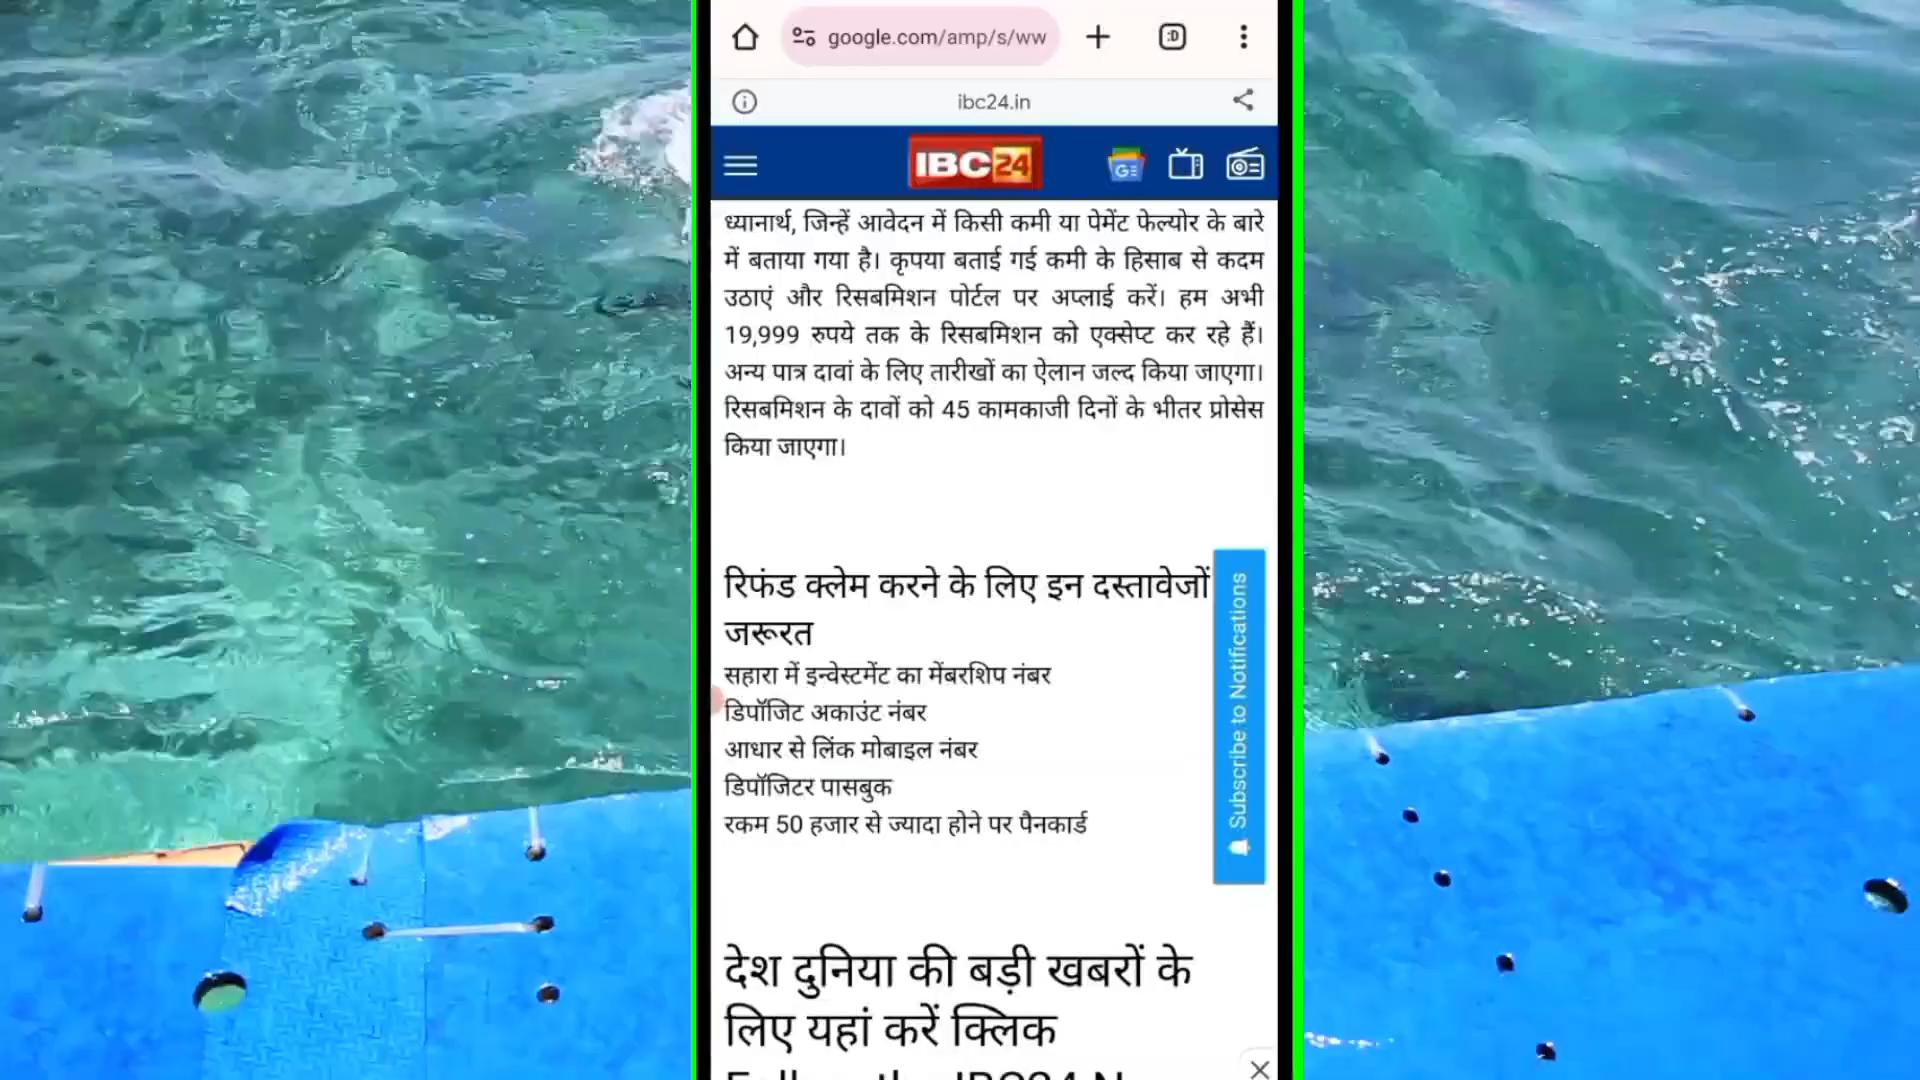 google.com/amp/s/ww
:D
ibc24.in
IBC24
GE
ध्यानार्थ, जिन्हें आवेदन में किसी कमी या पेमेंट फेल्योर के बारे
में बताया गया है। कृपया बताई गई कमी के हिसाब से कदम
उठाएं और रिसबमिशन पोर्टल पर अप्लाई करें। हम अभी
19,999 रुपये तक के रिसबमिशन को एक्सेप्ट कर रहे हैं।
अन्य पात्र दावां के लिए तारीखों का ऐलान जल्द किया जाएगा।
रिसबमिशन के दावों को 45 कामकाजी दिनों के भीतर प्रोसेस
किया जाएगा।
रिफंड क्लेम करने के लिए इन दस्तावेजों
जरूरत
सहारा में इन्वेस्टमेंट का मेंबरशिप नंबर
डिपॉजिट अकाउंट नंबर
आधार से लिंक मोबाइल नंबर
डिपॉजिटर पासबुक
रकम 50 हजार से ज्यादा होने पर पैनकार्ड
Subscribe to Notifications
देश दुनिया की बड़ी खबरों के
लिए यहां करें क्लिक